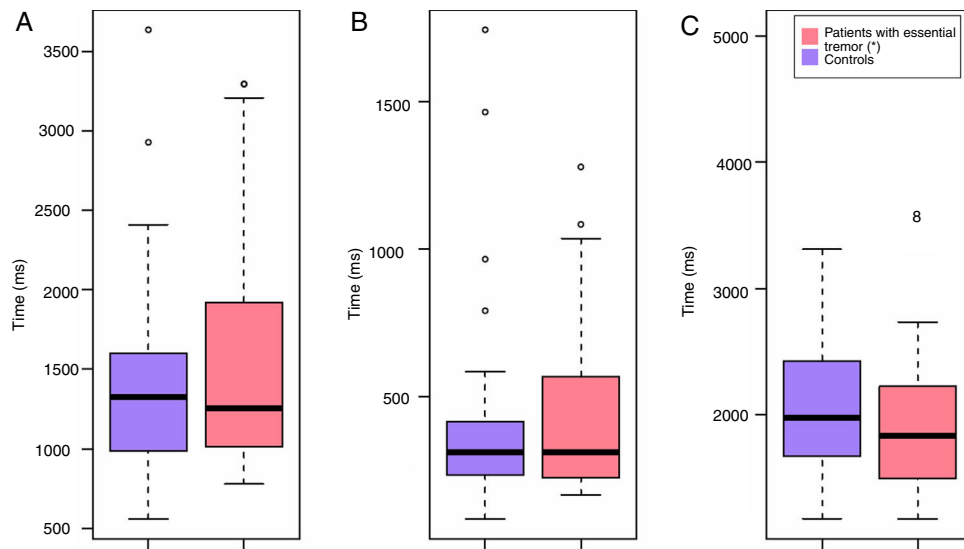 A
Time (ms)
3500
3000
2500
2000
1500
1000
500
B
Time (ms)
1500
1000
500
C
Time (ms)
5000
4000
3000
2000
Patients with essential
tremor (*)
Controls
8